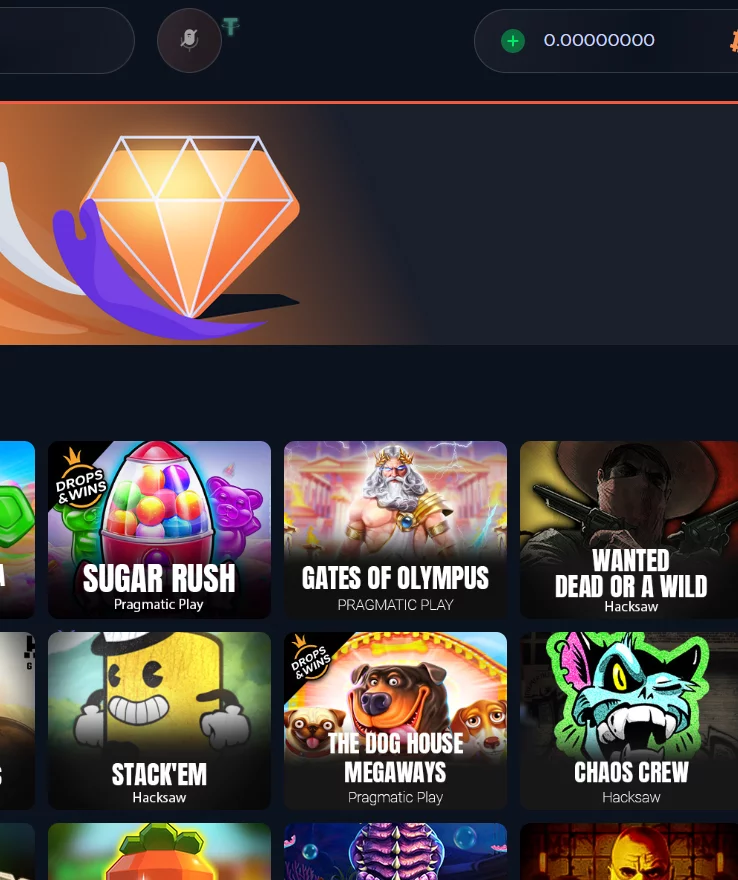 0.00000000
DROPS
& WINS
SUGAR RUSH
Pragmatic Play
GATES OF OLYMPUS
PRAGMATIC PLAY
WANTED
DEAD OR A WILD
Hacksaw
STACK'EM
Hacksaw
DROPS
& WINS
THE DOG HOUSE
MEGAWAYS
Pragmatic Play
CHAOS CREW
Hacksaw